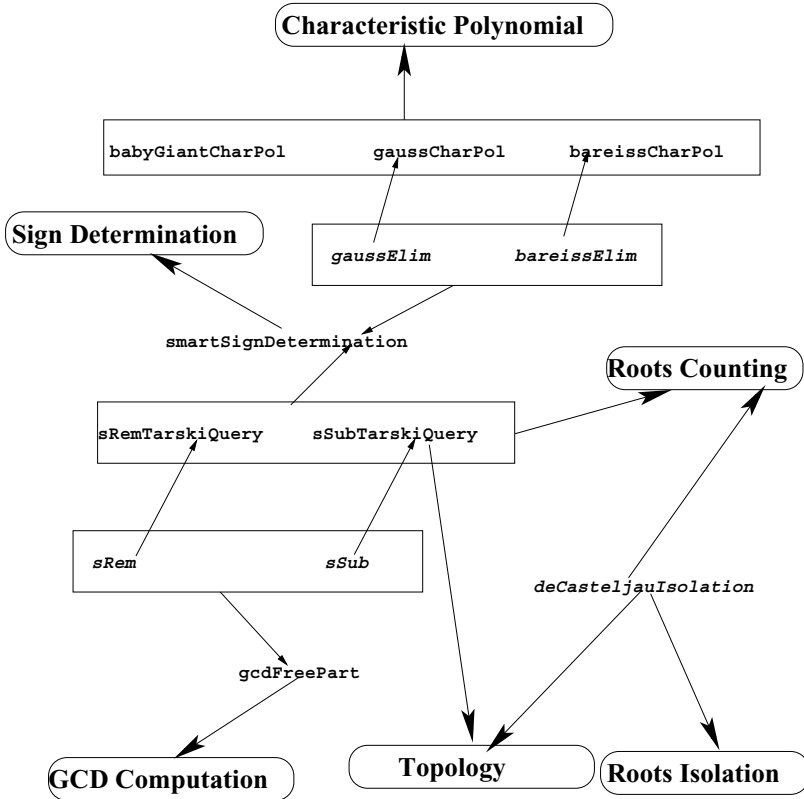 Characteristic Polynomial
babyGiantCharPol gaussCharPol bareissCharPol
Sign Determination
gaussElim bareissElim
smartSignDetermination
Roots Counting
sRemTarskiQuery sSubTarskiQuery
sRem sSub
deCasteljauIsolation
gcdFreePart
GCD Computation
Topology
Roots Isolation